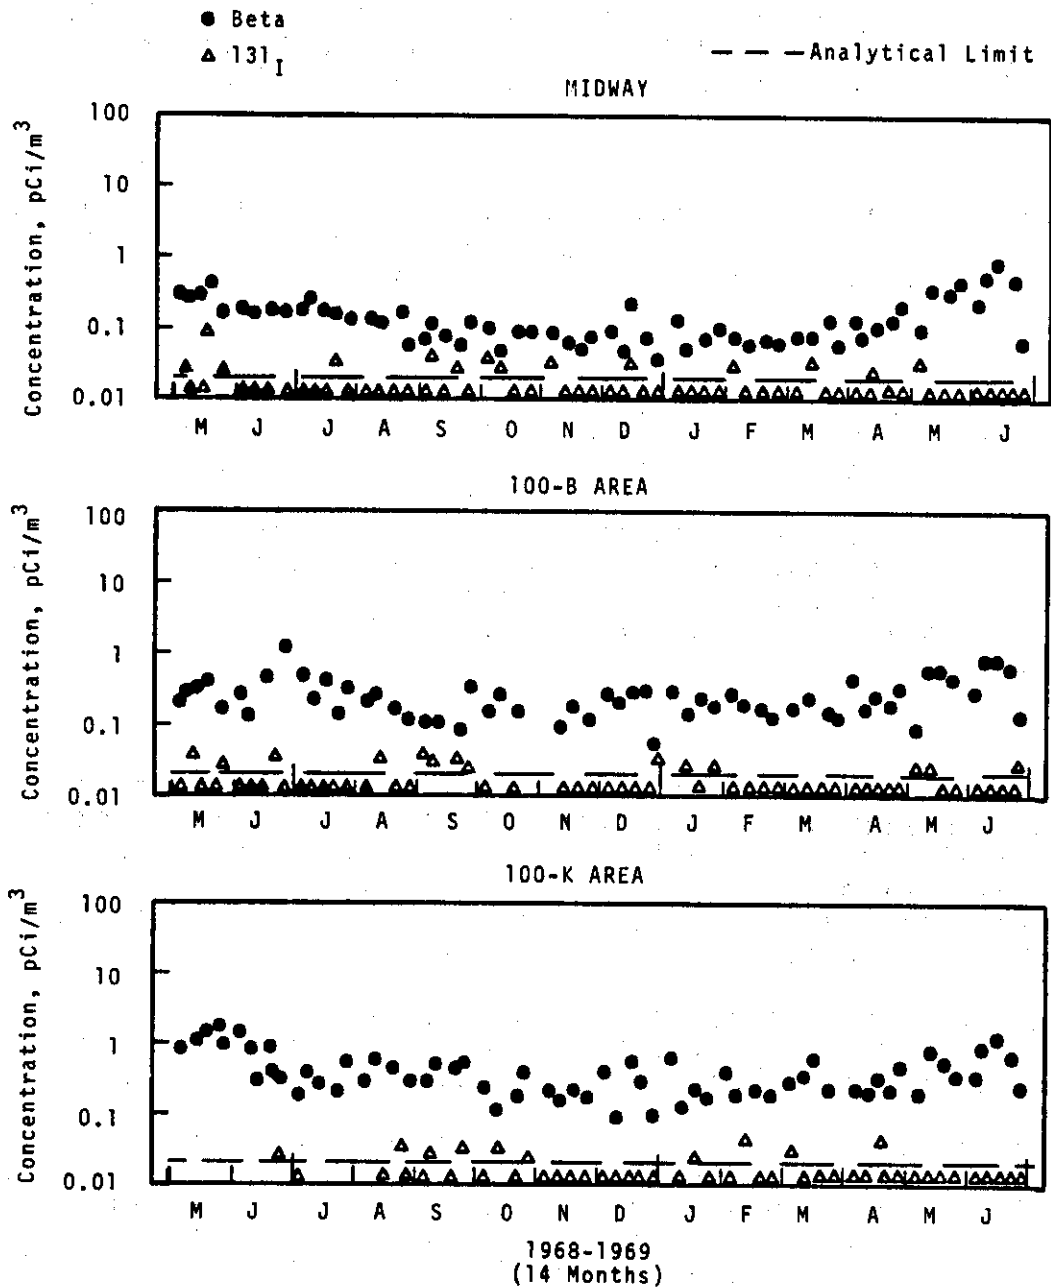 ● Beta
△ 131I
— — — Analytical Limit
MIDWAY
Concentration, pCi/m3
100
10
1
0.1
0.01
M J J A S O N D J F M A M J
100-B AREA
Concentration, pCi/m3
100
10
1
0.1
0.01
M J J A S O N D J F M A M J
100-K AREA
Concentration, pCi/m3
100
10
1
0.1
0.01
M J J A S O N D J F M A M J
1968-1969
(14 Months)